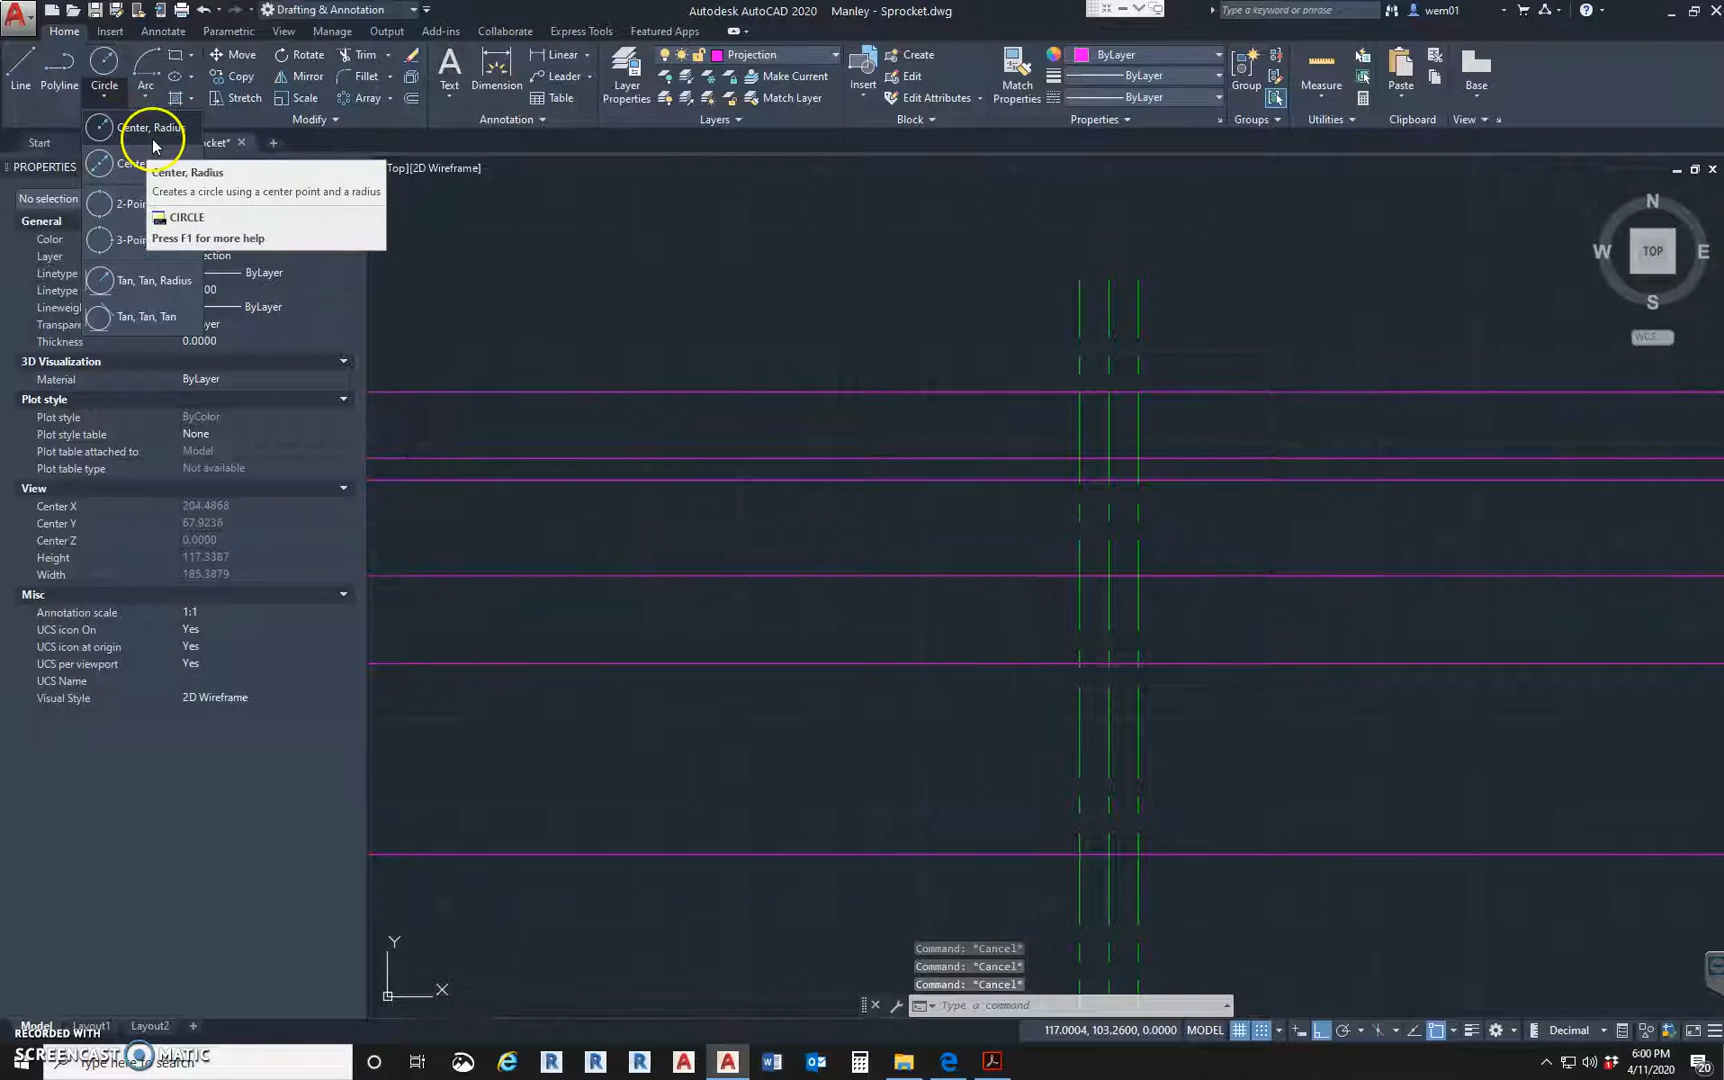 Drafting & Annotation
Autodesk AutoCAD 2020 Manley - Sprocket.dwg
Type a keyword or phrase
wem01
Home Insert Annotate Parametric View Manage Output Add-ins Collaborate Express Tools Featured Apps
Line Polyline Circle Arc
Move Rotate Trim
Copy Mirror Fillet
Stretch Scale Array
Modify
Text Dimension
Linear
Leader
Table
Annotation
Layer Properties
Projection
Make Current
Match Layer
Layers
Insert
Create
Edit
Edit Attributes
Block
Match Properties
ByLayer
ByLayer
ByLayer
Properties
Group
Groups
Measure
Utilities
Paste
Clipboard
Base
View
Start
ocket*
Center, Radius
Cente
2-Poin
3-Poin
Tan, Tan, Radius
Tan, Tan, Tan
Center, Radius
Creates a circle using a center point and a radius
CIRCLE
Press F1 for more help
Top][2D Wireframe]
PROPERTIES
No selection
General
Color
Layer ection
Linetype ByLayer
Linetype 00
Lineweig ByLayer
Transpare yer
Thickness 0.0000
3D Visualization
Material ByLayer
Plot style
Plot style ByColor
Plot style table None
Plot table attached to Model
Plot table type Not available
View
Center X 204.4868
Center Y 67.9236
Center Z 0.0000
Height 117.3387
Width 185.3879
Misc
Annotation scale 1:1
UCS icon On Yes
UCS icon at origin Yes
UCS per viewport Yes
UCS Name
Visual Style 2D Wireframe
N
W TOP E
S
WCS
Y
X
Command: *Cancel*
Command: *Cancel*
Command: *Cancel*
Type a command
Model Layout1 Layout2
117.0004, 103.2600, 0.0000 MODEL
Decimal
RECORDED WITH
SCREENCAST MATIC
Type here to search
6:00 PM
4/11/2020
20